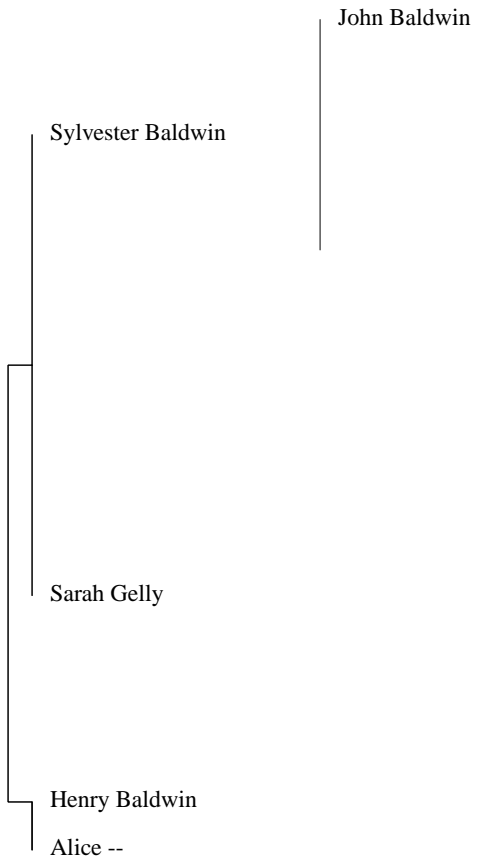 John Baldwin
Sylvester Baldwin
Sarah Gelly
Henry Baldwin
Alice --